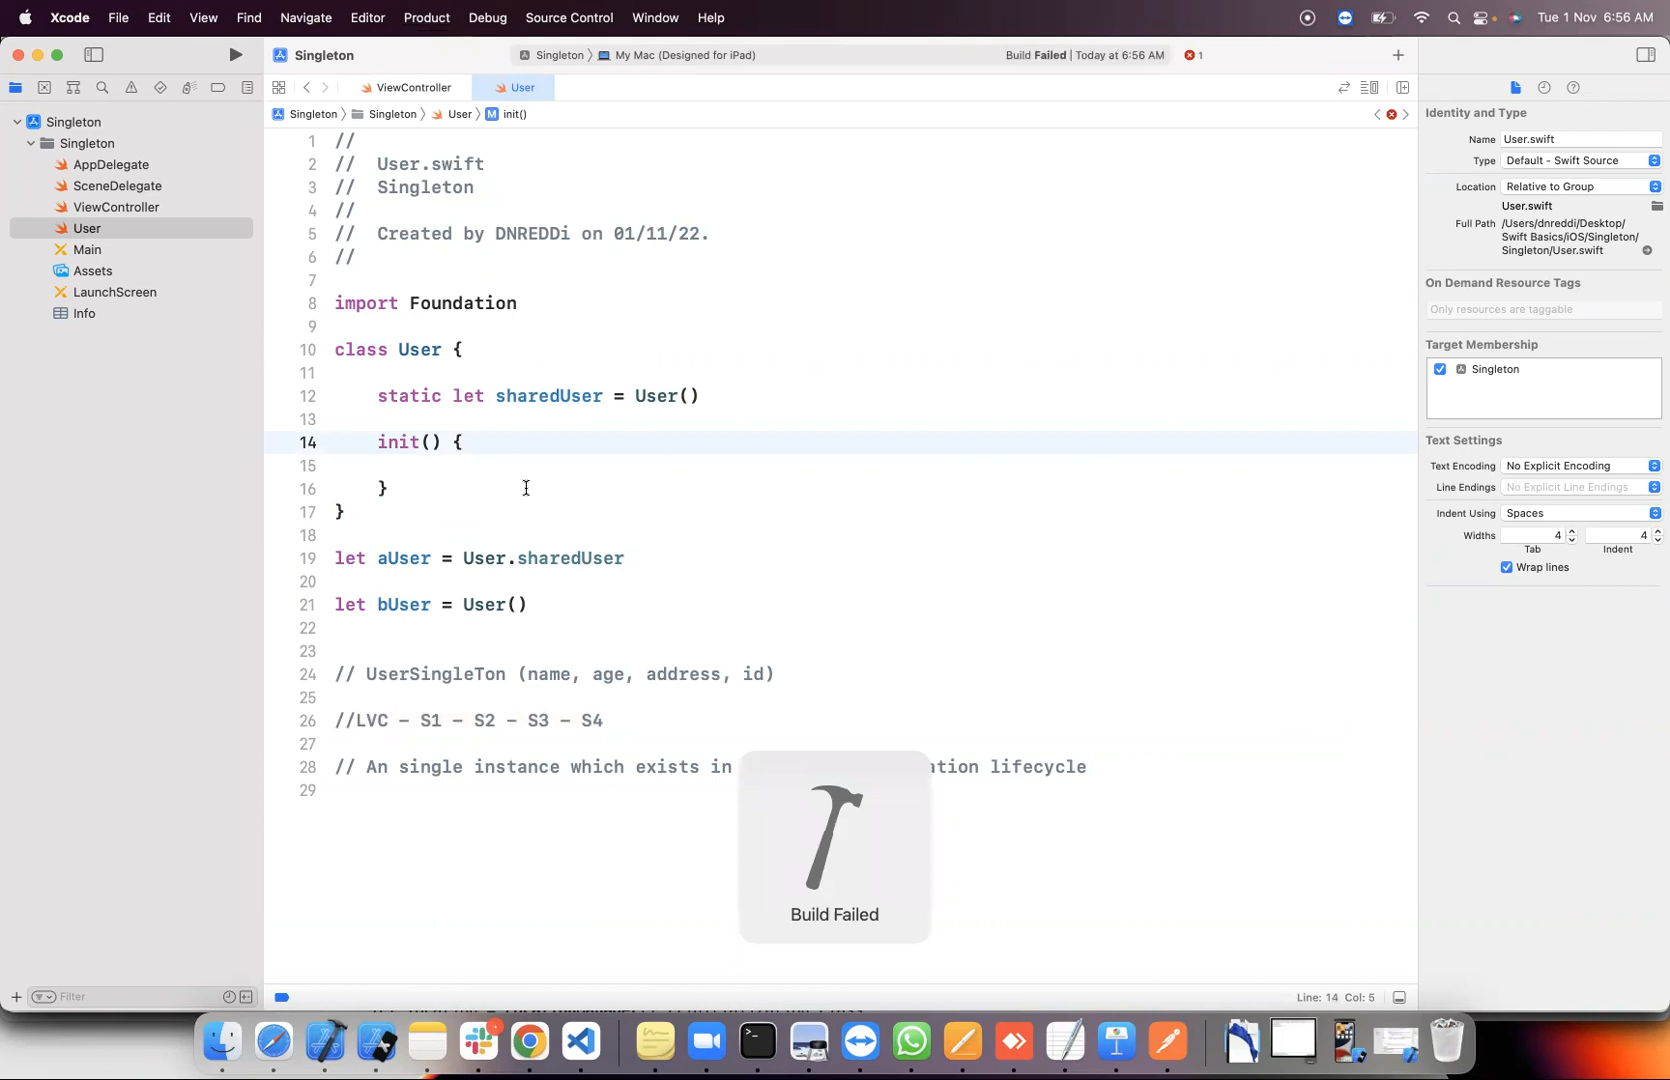 Xcode File Edit View Find Navigate Editor Product Debug Source Control Window Help Tue 1 Nov 6:56 AM
Singleton Singleton My Mac (Designed for iPad) Build Failed | Today at 6:56 AM 1
ViewController User
Singleton Singleton User M init()
Singleton
Singleton
AppDelegate
SceneDelegate
ViewController
User
Main
Assets
LaunchScreen
Info
Filter
1 //
2 // User.swift
3 // Singleton
4 //
5 // Created by DNREDDi on 01/11/22.
6 //
7
8 import Foundation
9
10 class User {
11
12 static let sharedUser = User()
13
14 init() {
15
16 }
17 }
18
19 let aUser = User.sharedUser
20
21 let bUser = User()
22
23
24 // UserSingleTon (name, age, address, id)
25
26 //LVC - S1 - S2 - S3 - S4
27
28 // An single instance which exists in ation lifecycle
29
Build Failed
Line: 14 Col: 5
Identity and Type
Name User.swift
Type Default - Swift Source
Location Relative to Group
User.swift
Full Path /Users/dnreddi/Desktop/
Swift Basics/iOS/Singleton/
Singleton/User.swift
On Demand Resource Tags
Only resources are taggable
Target Membership
Singleton
Text Settings
Text Encoding No Explicit Encoding
Line Endings No Explicit Line Endings
Indent Using Spaces
Widths 4 4
Tab Indent
Wrap lines